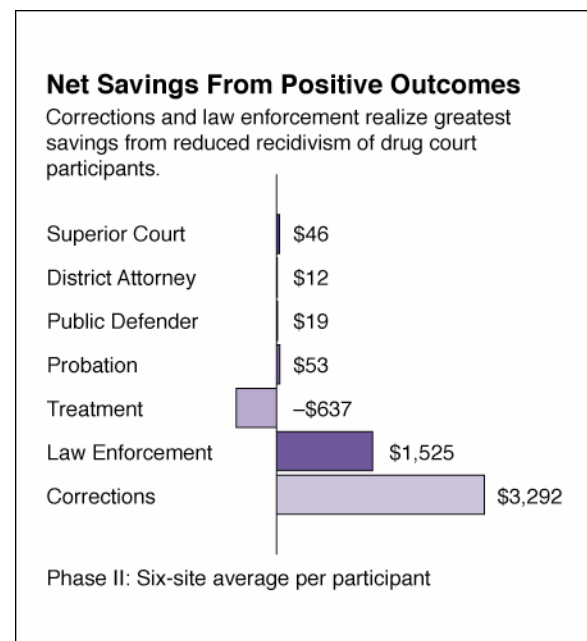 Net Savings From Positive Outcomes
Corrections and law enforcement realize greatest
savings from reduced recidivism of drug court
participants.
Superior Court $46
District Attorney $12
Public Defender $19
Probation $53
Treatment –$637
Law Enforcement $1,525
Corrections $3,292
Phase II: Six-site average per participant